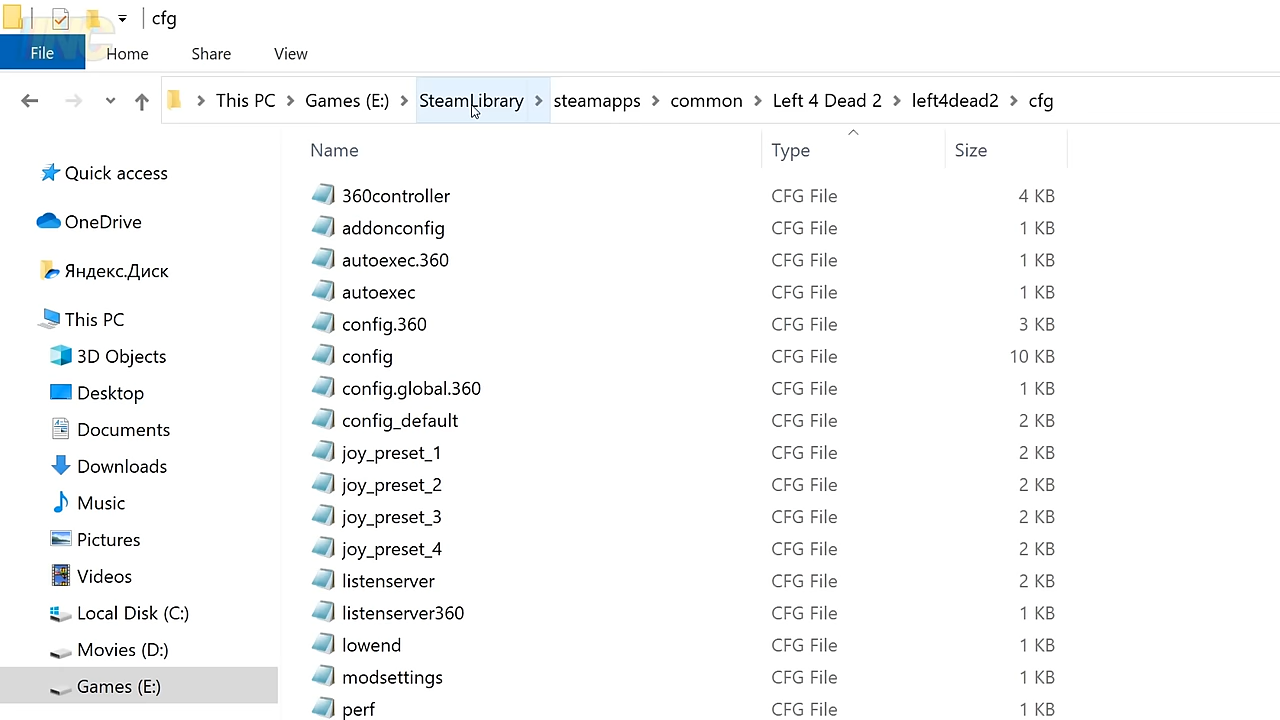 cfg
File Home Share View
This PC Games (E:) SteamLibrary steamapps common Left 4 Dead 2 left4dead2 cfg
Name Type Size
Quick access
OneDrive
Яндекс.Диск
This PC
3D Objects
Desktop
Documents
Downloads
Music
Pictures
Videos
Local Disk (C:)
Movies (D:)
Games (E:)
360controller CFG File 4 KB
addonconfig CFG File 1 KB
autoexec.360 CFG File 1 KB
autoexec CFG File 1 KB
config.360 CFG File 3 KB
config CFG File 10 KB
config.global.360 CFG File 1 KB
config_default CFG File 2 KB
joy_preset_1 CFG File 2 KB
joy_preset_2 CFG File 2 KB
joy_preset_3 CFG File 2 KB
joy_preset_4 CFG File 2 KB
listenserver CFG File 2 KB
listenserver360 CFG File 1 KB
lowend CFG File 1 KB
modsettings CFG File 1 KB
perf CFG File 1 KB